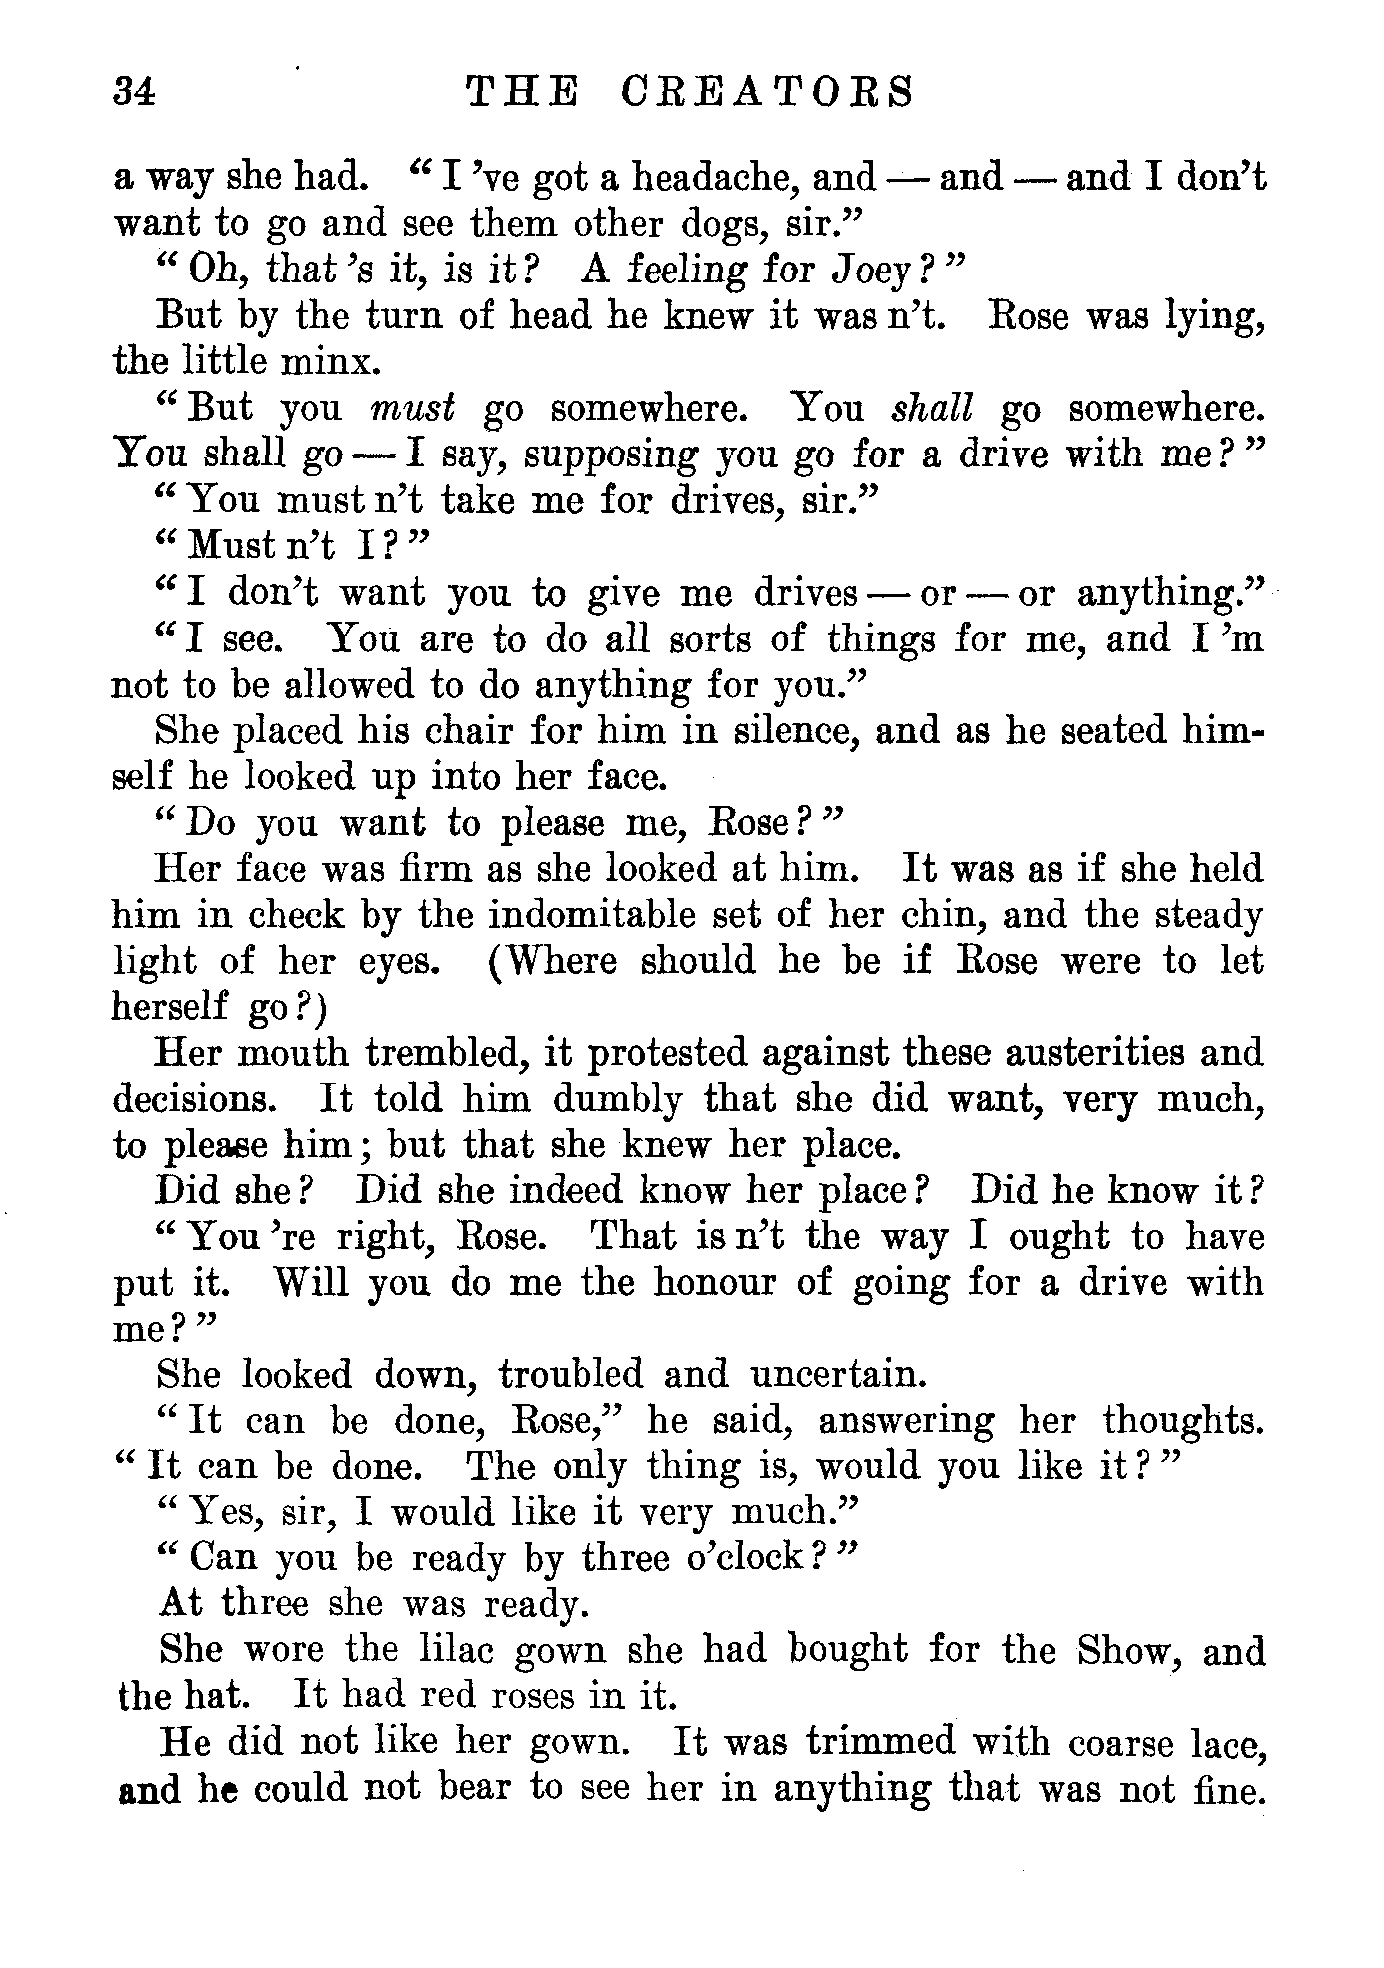 34 THE CREATORS
a way she had. “ I ’ve got a headache, and — and — and I don’t
want to go and see them other dogs, sir.”
“ Oh, that ’s it, is it? A feeling for Joey? ”
But by the turn of head he knew it was n’t. Rose was lying,
the little minx.
“ But you must go somewhere. You shall go somewhere.
You shall go — I say, supposing you go for a drive with me? ”
“ You must n’t take me for drives, sir.”
“ Must n’t I? ”
“ I don’t want you to give me drives — or — or anything.”
“ I see. You are to do all sorts of things for me, and I ’m
not to be allowed to do anything for you.”
She placed his chair for him in silence, and as he seated him-
self he looked up into her face.
“ Do you want to please me, Rose? ”
Her face was firm as she looked at him. It was as if she held
him in check by the indomitable set of her chin, and the steady
light of her eyes. (Where should he be if Rose were to let
herself go?)
Her mouth trembled, it protested against these austerities and
decisions. It told him dumbly that she did want, very much,
to please him; but that she knew her place.
Did she? Did she indeed know her place? Did he know it?
“ You ’re right, Rose. That is n’t the way I ought to have
put it. Will you do me the honour of going for a drive with
me? ”
She looked down, troubled and uncertain.
“ It can be done, Rose,” he said, answering her thoughts.
“ It can be done. The only thing is, would you like it? ”
“ Yes, sir, I would like it very much.”
“ Can you be ready by three o’clock? ”
At three she was ready.
She wore the lilac gown she had bought for the Show, and
the hat. It had red roses in it.
He did not like her gown. It was trimmed with coarse lace,
and he could not bear to see her in anything that was not fine.